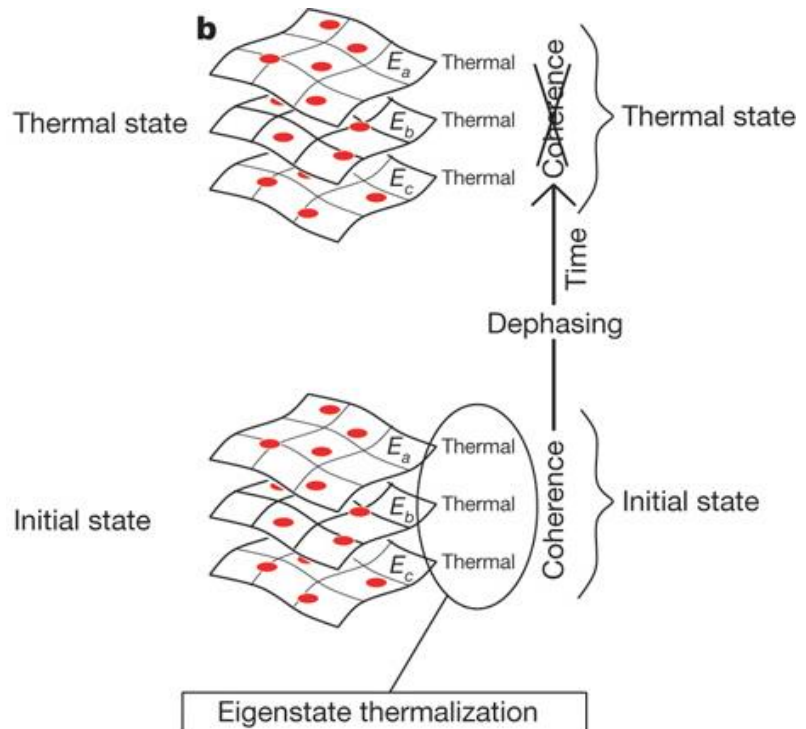 b
E_a Thermal
Thermal state
E_b Thermal
Coherence
Thermal state
E_c Thermal
Time
Dephasing
E_a Thermal
Initial state
E_b Thermal
Coherence
Initial state
E_c Thermal
Eigenstate thermalization